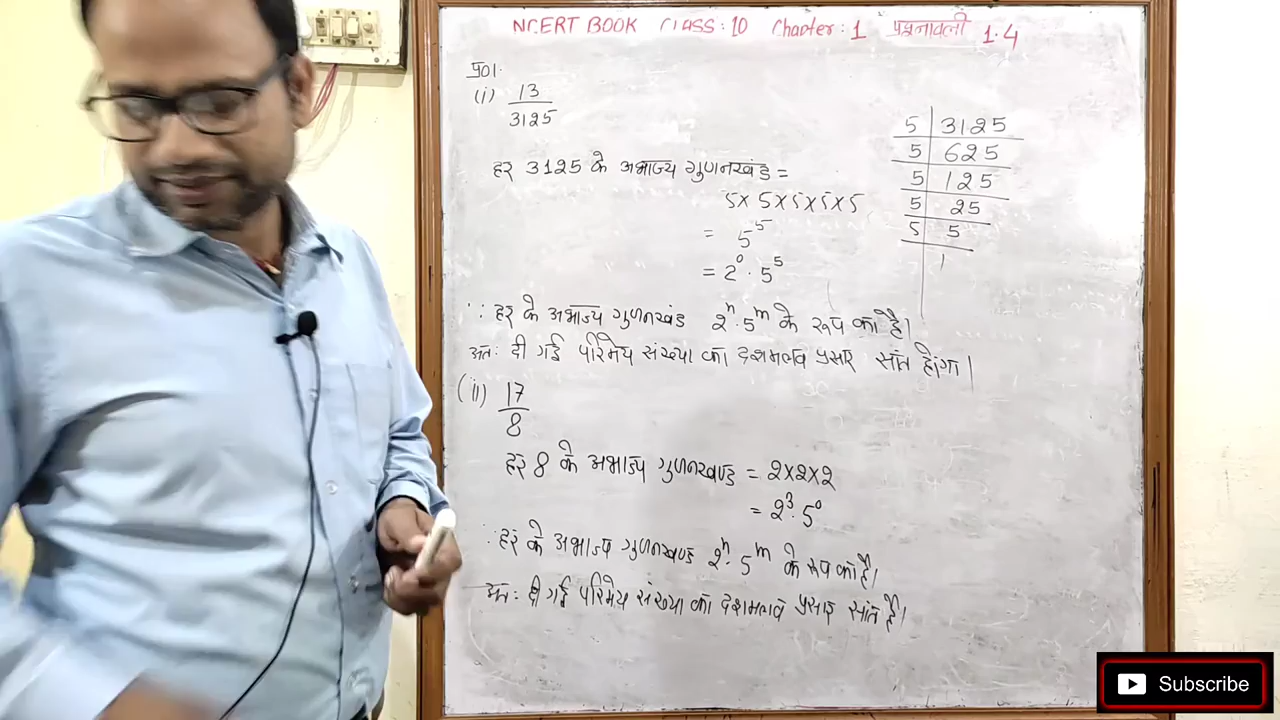 NCERT BOOK Class: 10 Chapter: 1 प्रश्नावली 1.4
प्र01.
(i) 13/3125
हर 3125 के अभाज्य गुणनखंड =
5×5×5×5×5
= 5^5
= 2^0 . 5^5
5 | 3125
5 | 625
5 | 125
5 | 25
5 | 5
1
∵ हर के अभाज्य गुणनखंड 2^n . 5^m के रूप का है।
अतः दी गई परिमेय संख्या का दशमलव प्रसार सांत होगा।
(ii) 17/8
हर 8 के अभाज्य गुणनखण्ड = 2×2×2
= 2^3 . 5^0
∵ हर के अभाज्य गुणनखण्ड 2^n . 5^m के रूप का है।
अतः दी गई परिमेय संख्या का दशमलव प्रसार सांत है।
Subscribe